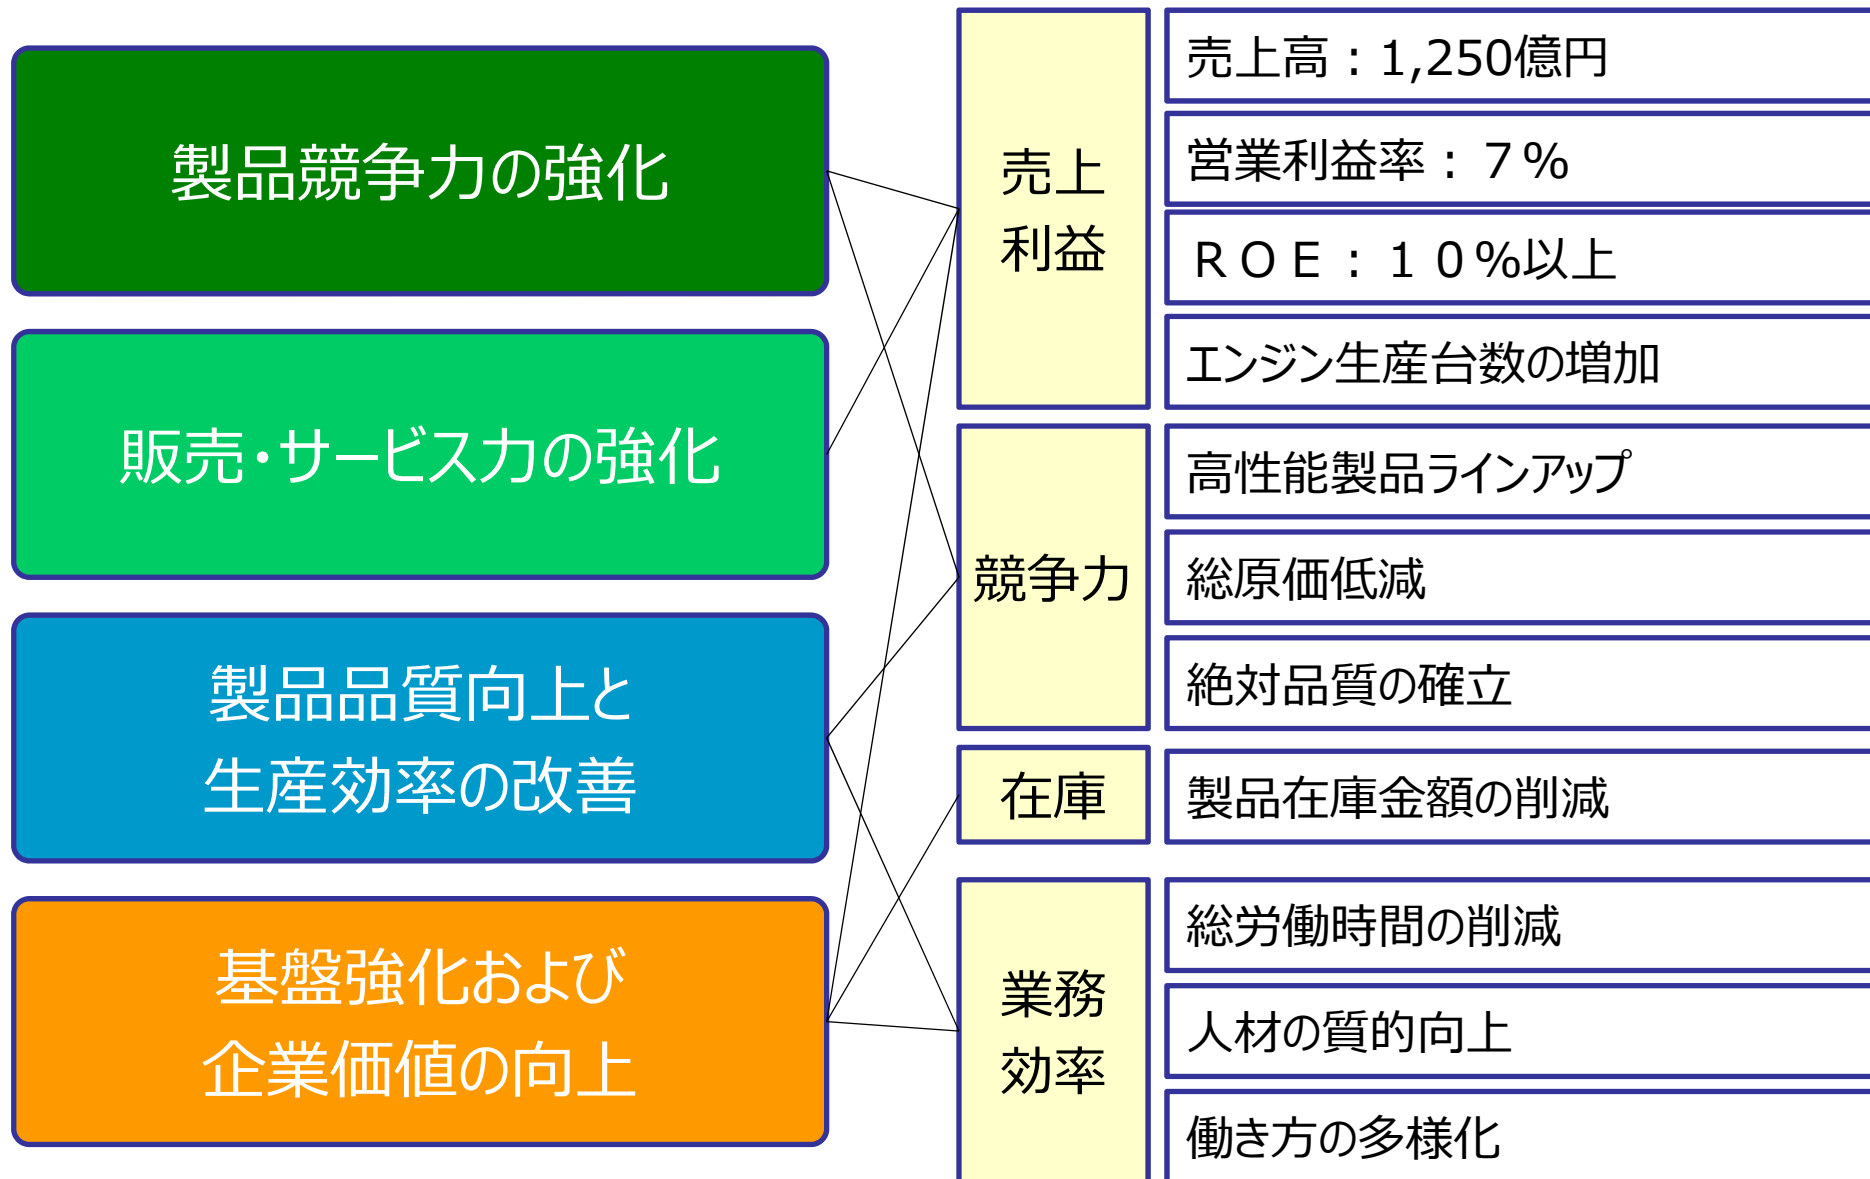 製品競争力の強化
販売・サービス力の強化
製品品質向上と
生産効率の改善
基盤強化および
企業価値の向上
売上
利益
売上高：1,250億円
営業利益率：７%
ＲＯＥ：１０%以上
エンジン生産台数の増加
競争力
高性能製品ラインアップ
総原価低減
絶対品質の確立
在庫
製品在庫金額の削減
業務
効率
総労働時間の削減
人材の質的向上
働き方の多様化